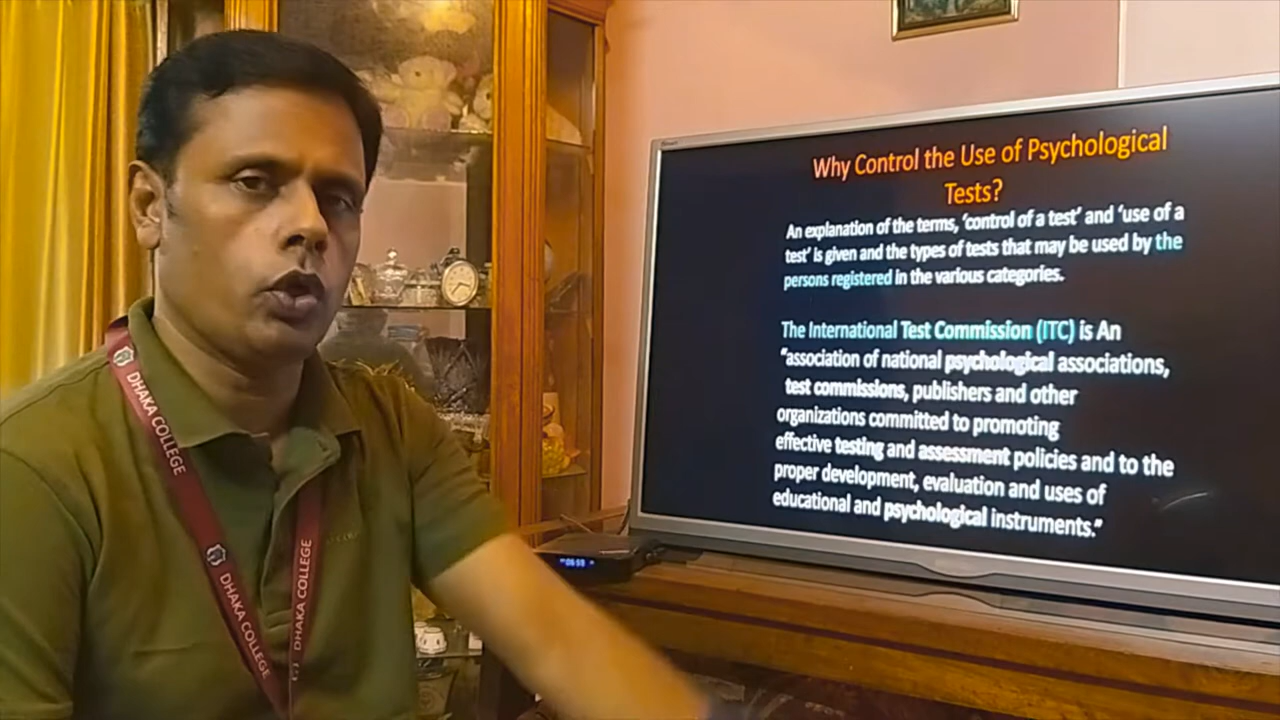 Why Control the Use of Psychological
Tests?
An explanation of the terms, ‘control of a test’ and ‘use of a
test’ is given and the types of tests that may be used by the
persons registered in the various categories.
The International Test Commission (ITC) is An
“association of national psychological associations,
test commissions, publishers and other
organizations committed to promoting
effective testing and assessment policies and to the
proper development, evaluation and uses of
educational and psychological instruments.”
DHAKA COLLEGE
DHAKA COLLEGE
DHAKA COLLEGE